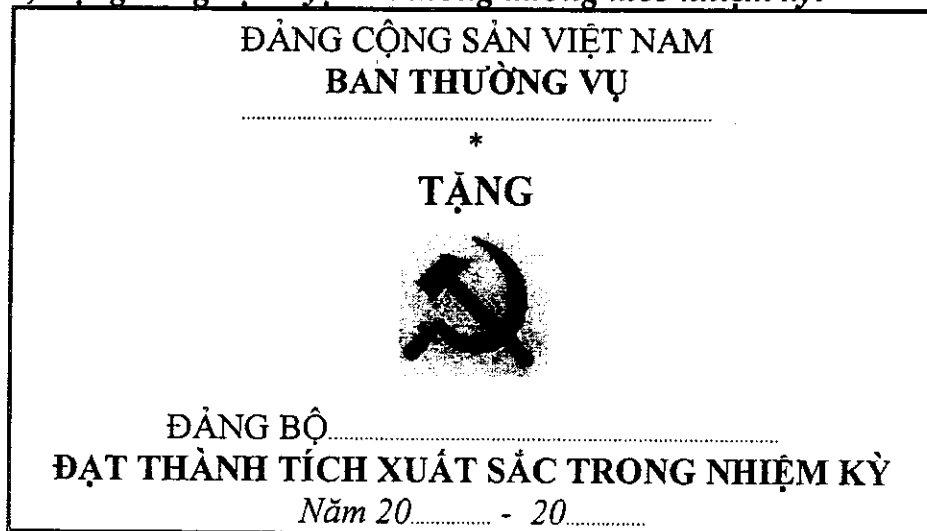 ĐẢNG CỘNG SẢN VIỆT NAM
BAN THƯỜNG VỤ
..........................................................................
*
TẶNG
ĐẢNG BỘ......................................................................
ĐẠT THÀNH TÍCH XUẤT SẮC TRONG NHIỆM KỲ
Năm 20............ - 20............